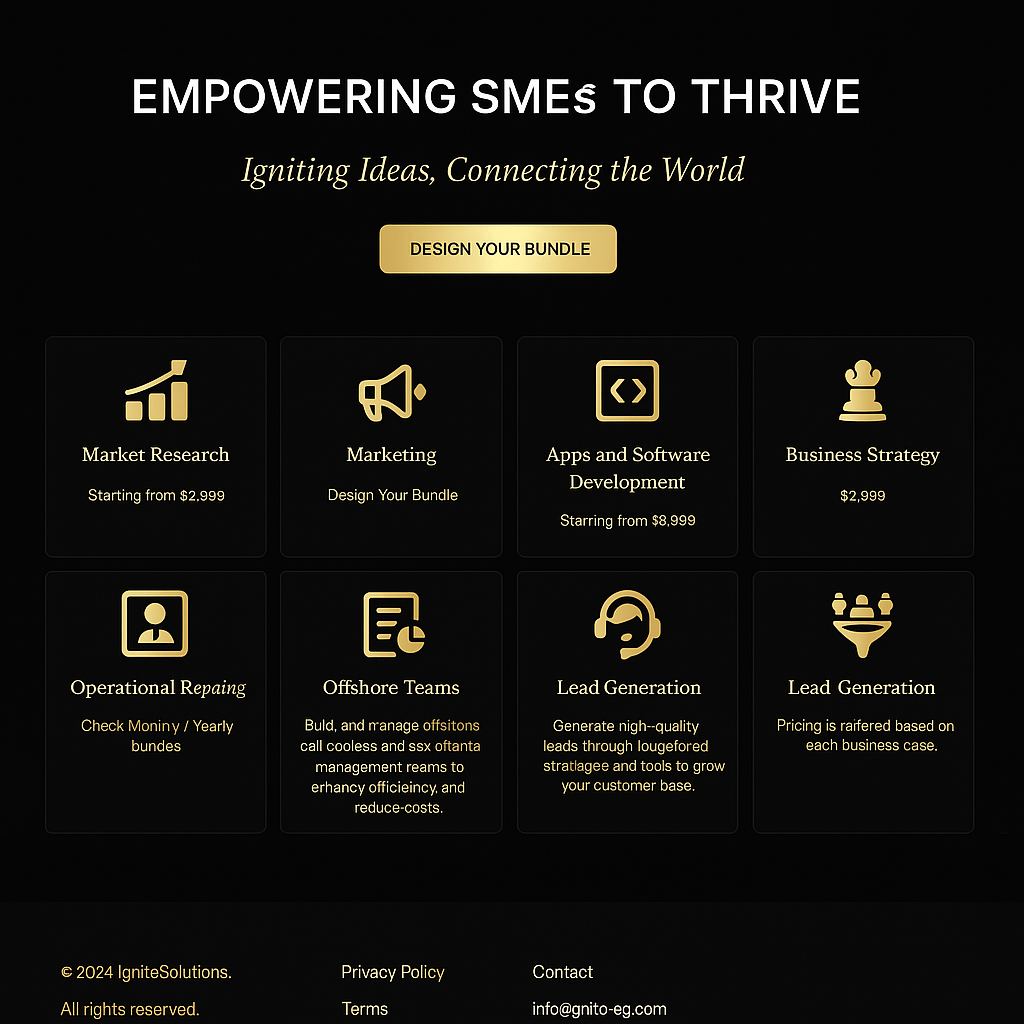 EMPOWERING SMEs TO THRIVE
Igniting Ideas, Connecting the World
DESIGN YOUR BUNDLE
Market Research
Starting from $2,999
Marketing
Design Your Bundle
Apps and Software
Development
Starring from $8,999
Business Strategy
$2,999
Operational Repaing
Check Moniny / Yearly
bundes
Offshore Teams
Buld, and manage offsitons
call cooless and ssx oftanta
management reams to
erhancy officieincy, and
reduce-costs.
Lead Generation
Generate nigh--quality
leads through lougefored
stratlagee and tools to grow
your customer base.
Lead Generation
Pricing is raifered based on
each business case.
© 2024 IgniteSolutions.
All rights reserved.
Privacy Policy
Terms
Contact
info@gnito-eg.com